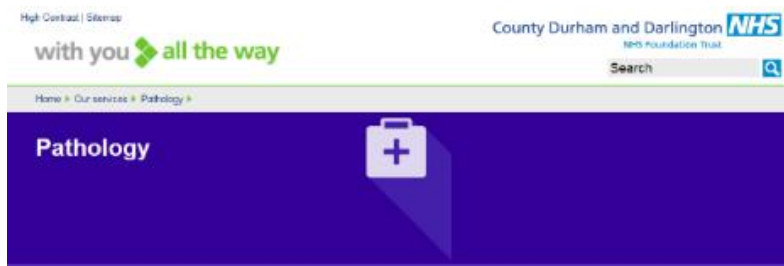 High Contrast | Sitemap
County Durham and Darlington NHS
NHS Foundation Trust
with you all the way
Search
Home Our services Pathology
Pathology